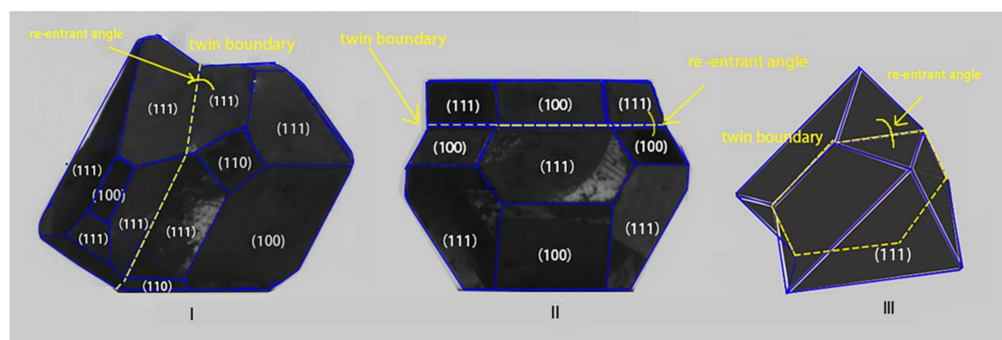 re-entrant angle
twin boundary
(111)
(111)
(111)
(110)
(111)
(100)
(111)
(111)
(111)
(100)
(110)
I
twin boundary
re-entrant angle
(111)
(100)
(111)
(100)
(111)
(100)
(111)
(111)
(100)
II
re-entrant angle
twin boundary
(111)
III